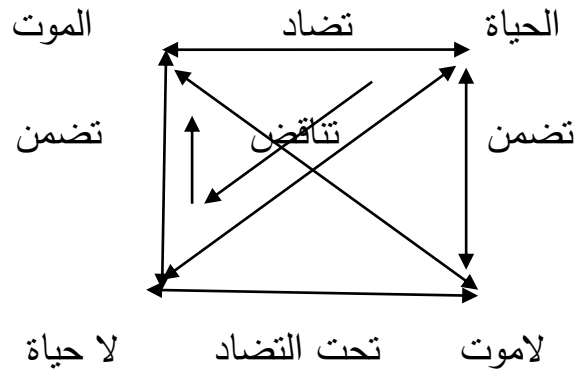 الحياة تضاد الموت
تضمن تناقض تضمن
لاموت تحت التضاد لا حياة